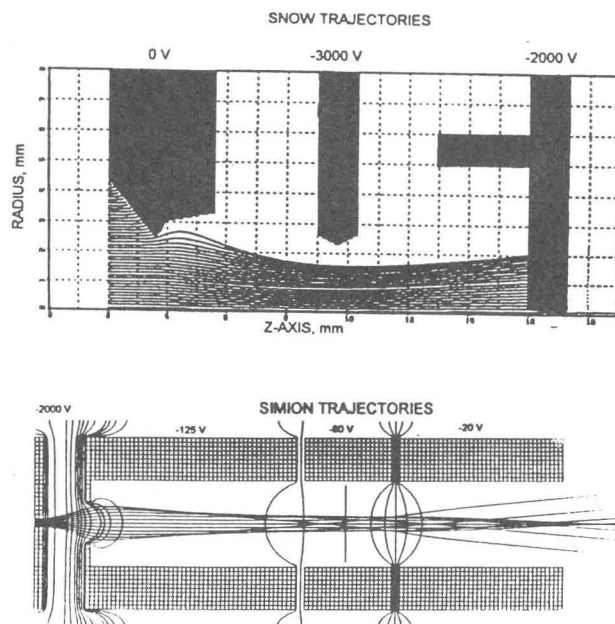 SNOW TRAJECTORIES
0 V
-3000 V
-2000 V
RADIUS, mm
Z-AXIS, mm
SIMION TRAJECTORIES
-2000 V
-125 V
-80 V
-20 V